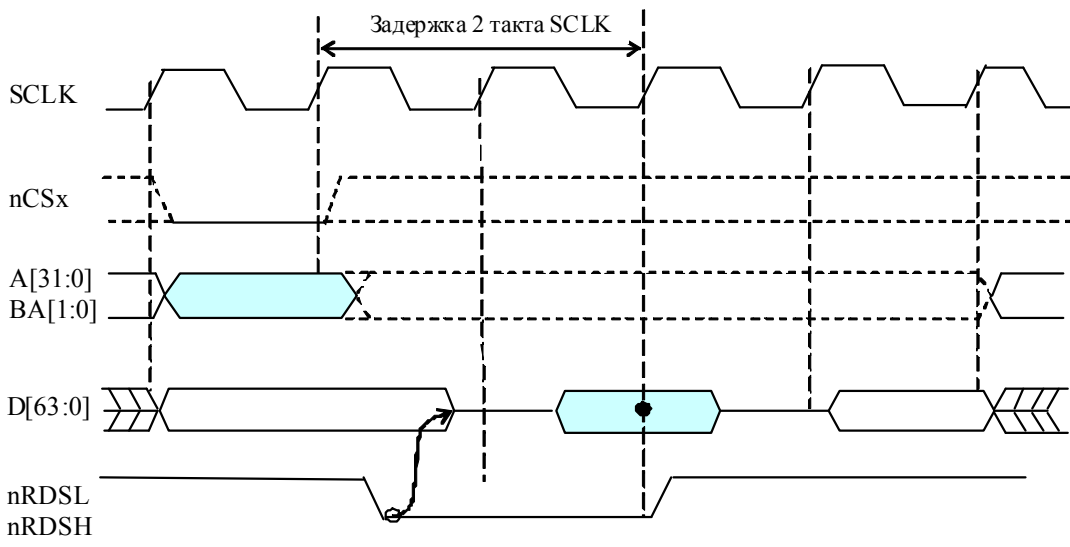 Задержка 2 такта SCLK
SCLK
nCSx
A[31:0]
BA[1:0]
D[63:0]
nRDSL
nRDSH